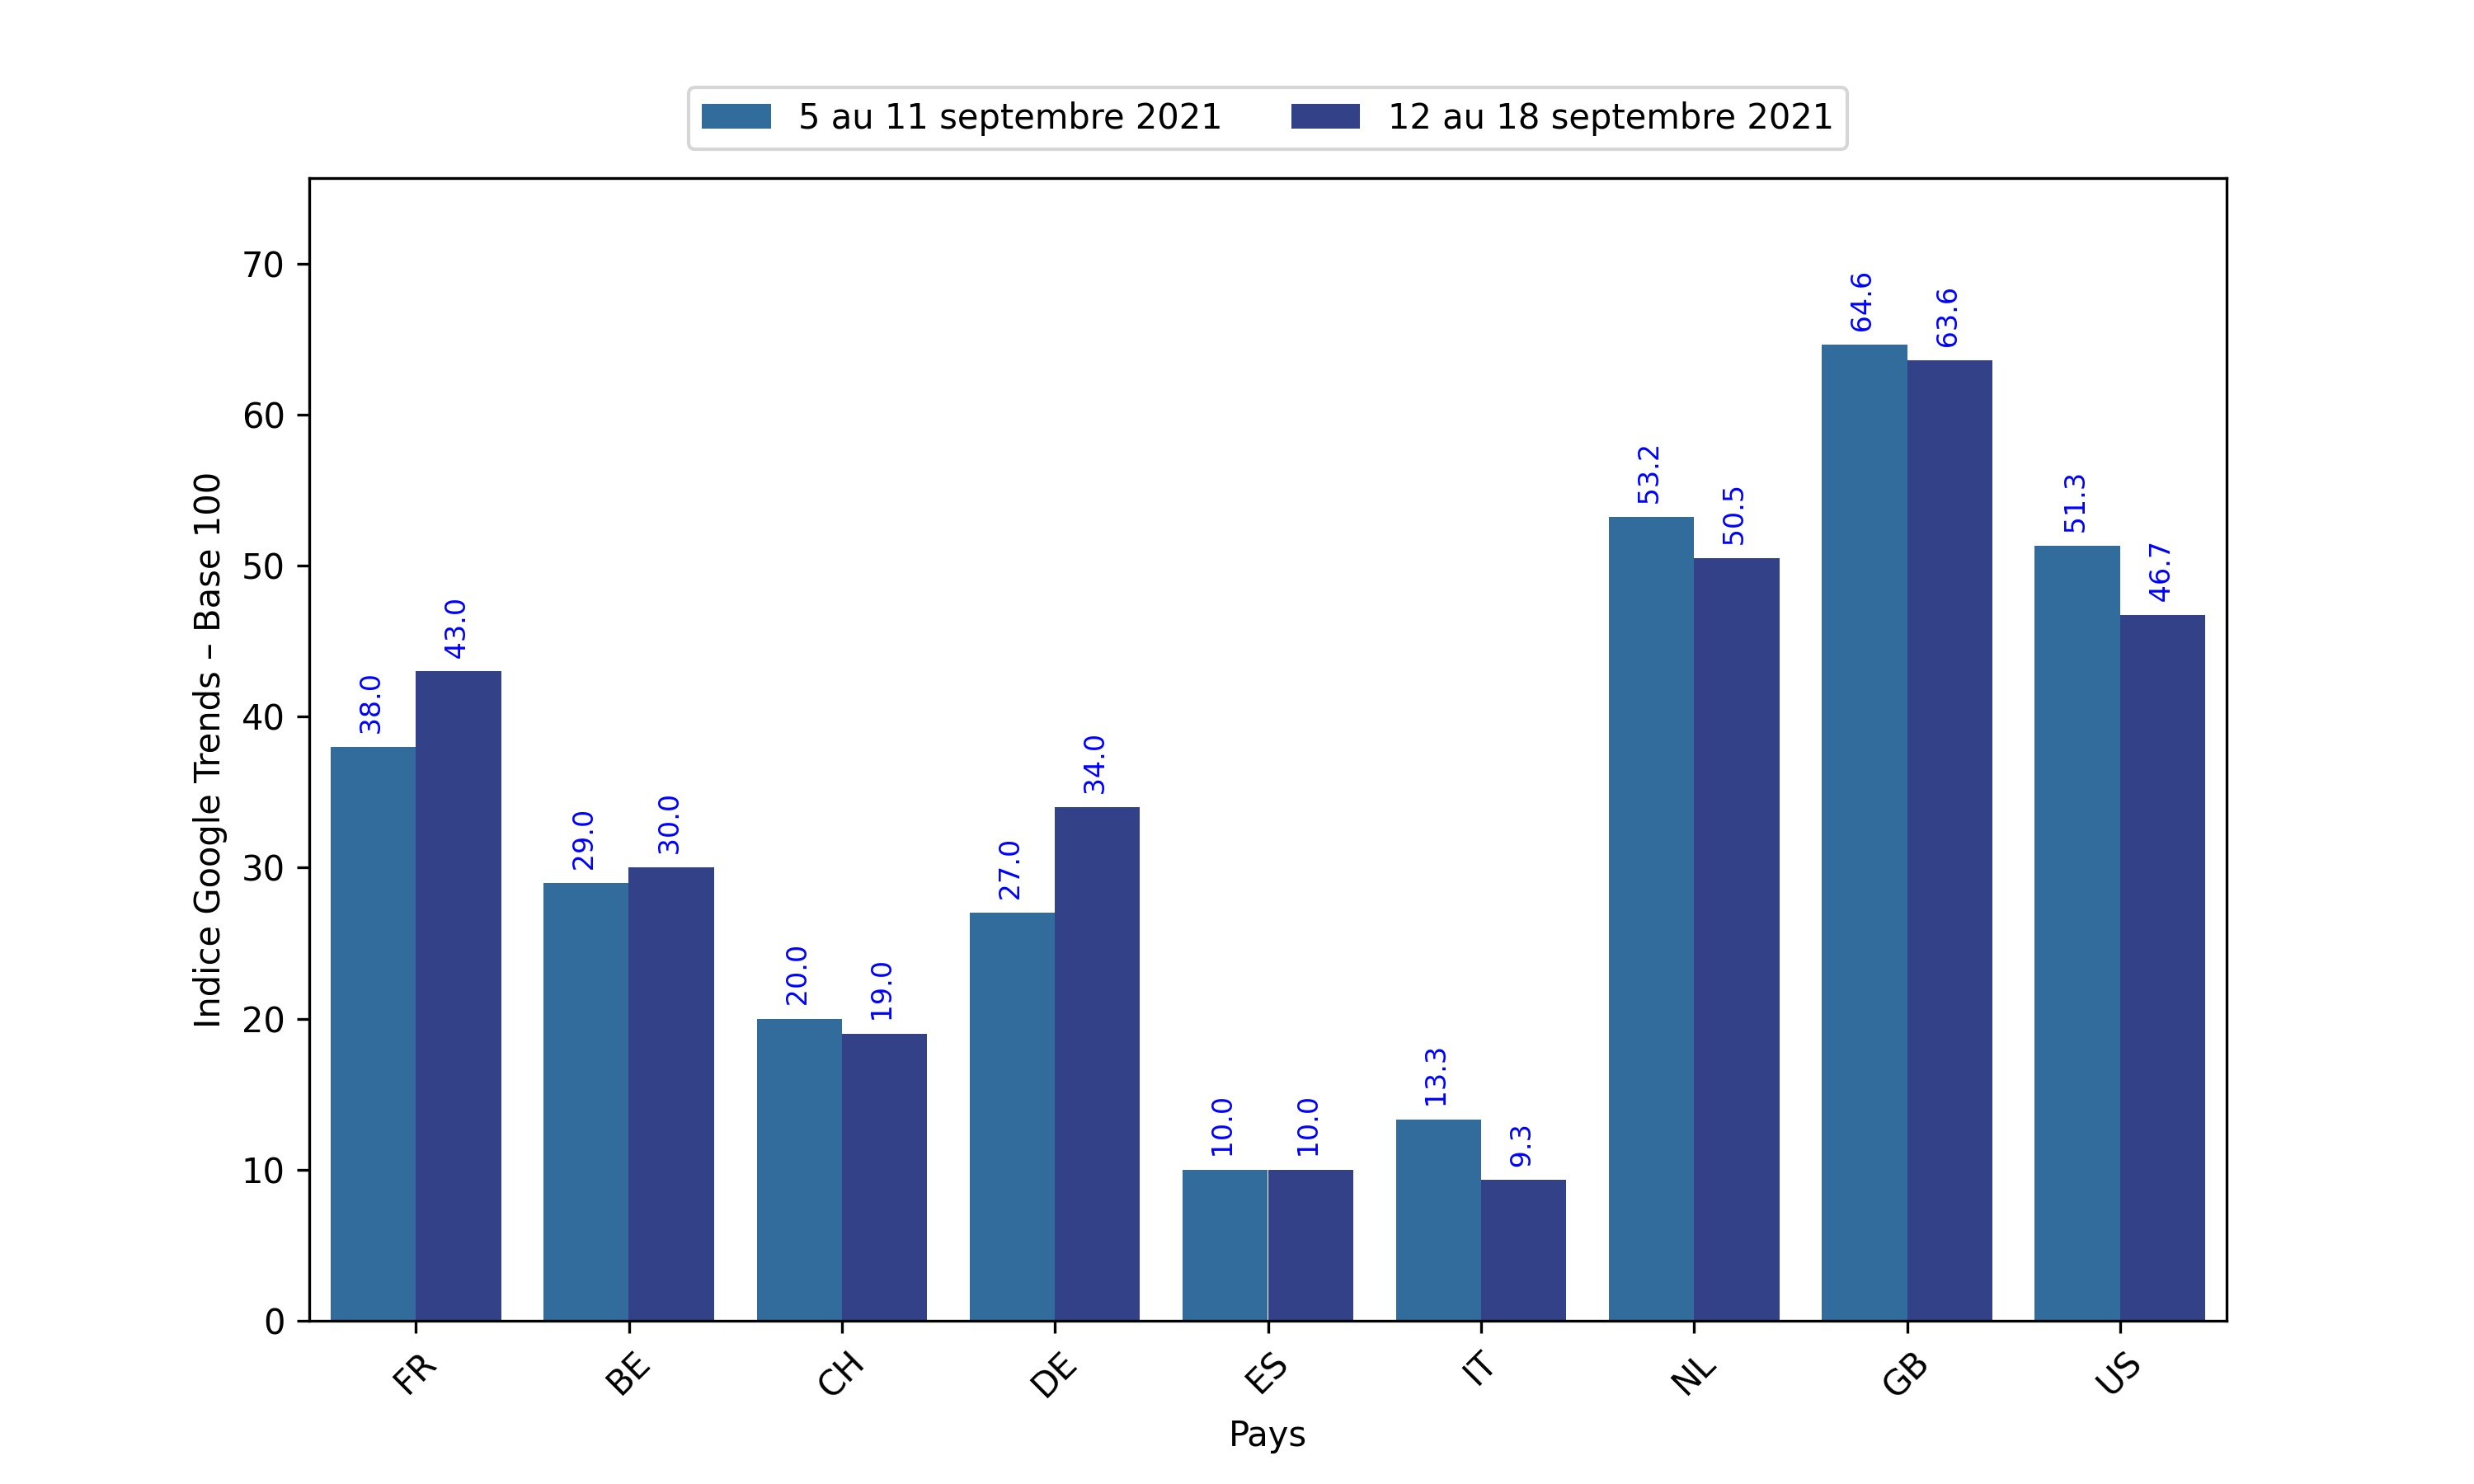 5 au 11 septembre 2021
12 au 18 septembre 2021
Indice Google Trends – Base 100
70
60
50
40
30
20
10
0
38.0
43.0
29.0
30.0
20.0
19.0
27.0
34.0
10.0
10.0
13.3
9.3
53.2
50.5
64.6
63.6
51.3
46.7
FR
BE
CH
DE
ES
IT
NL
GB
US
Pays